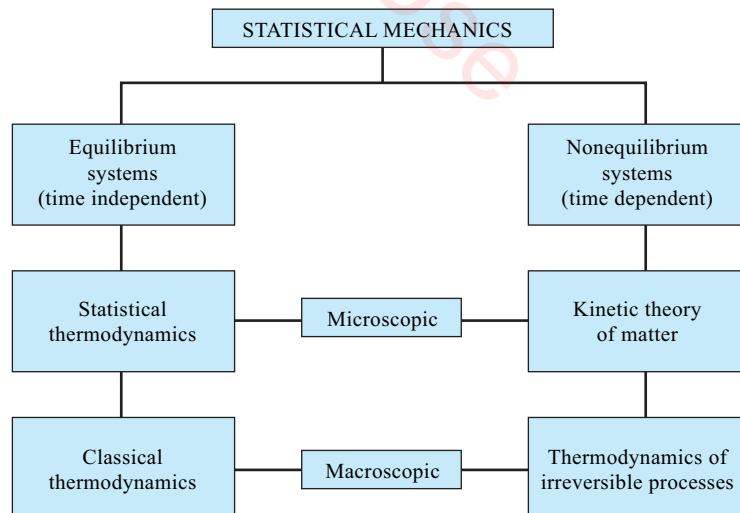 STATISTICAL MECHANICS
Equilibrium
systems
(time independent)
Nonequilibrium
systems
(time dependent)
Statistical
thermodynamics
Microscopic
Kinetic theory
of matter
Classical
thermodynamics
Macroscopic
Thermodynamics of
irreversible processes